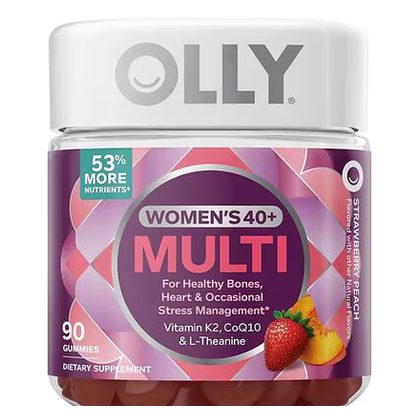 OLLY®
53% MORE
NUTRIENTS‡
WOMEN'S 40+
MULTI
For Healthy Bones,
Heart & Occasional
Stress Management*
Vitamin K2, CoQ10
& L-Theanine
90
GUMMIES
DIETARY SUPPLEMENT
STRAWBERRY PEACH
Flavored with other Natural Flavors